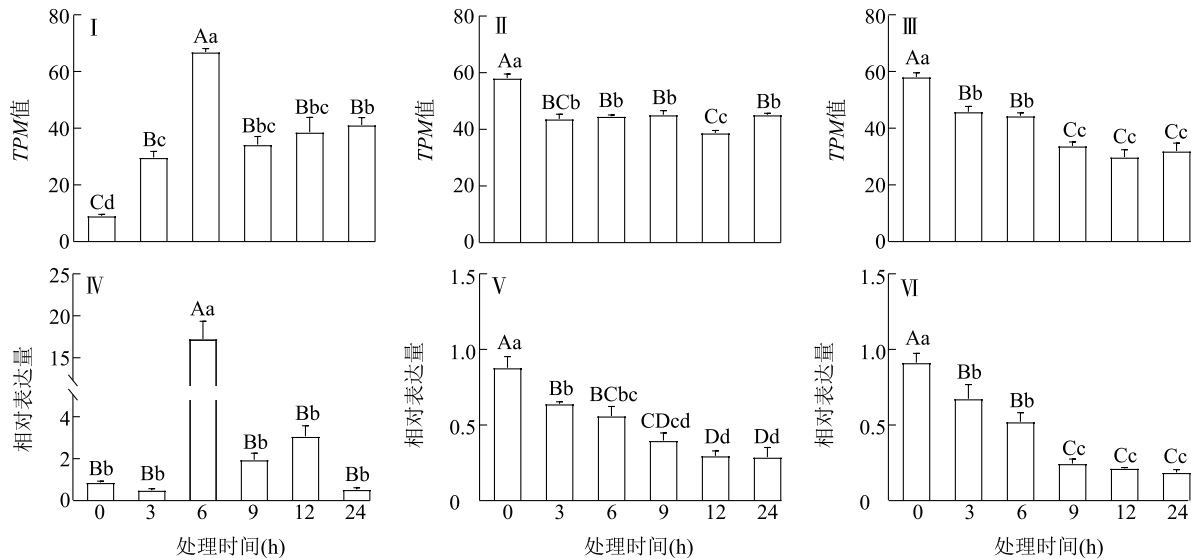 80 Ⅰ Aa
60
TPM值 40 Bc Bbc Bbc Bb
20 Cd
0
80 Ⅱ
60 Aa
TPM值 40 BCb Bb Bb Cc Bb
20
0
80 Ⅲ
60 Aa
TPM值 40 Bb Bb Cc Cc Cc
20
0
25 Ⅳ
20 Aa
15
相对表达量
4 Bb
2 Bb Bb Bb Bb
0
0 3 6 9 12 24
处理时间(h)
1.5 Ⅴ
1.0 Aa
相对表达量 Bb BCbc
0.5 CDcd Dd Dd
0
0 3 6 9 12 24
处理时间(h)
1.5 Ⅵ
1.0 Aa
相对表达量 Bb Bb
0.5 Cc Cc Cc
0
0 3 6 9 12 24
处理时间(h)